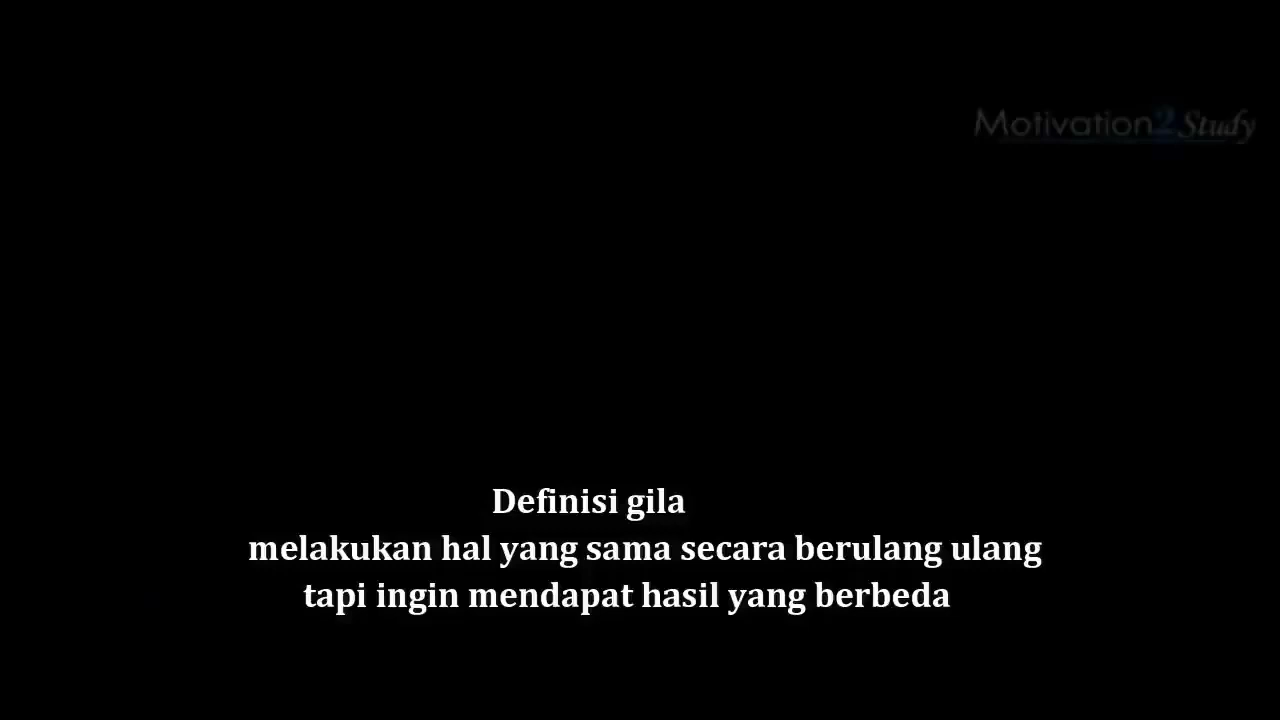 Motivation2Study
Definisi gila
melakukan hal yang sama secara berulang ulang
tapi ingin mendapat hasil yang berbeda